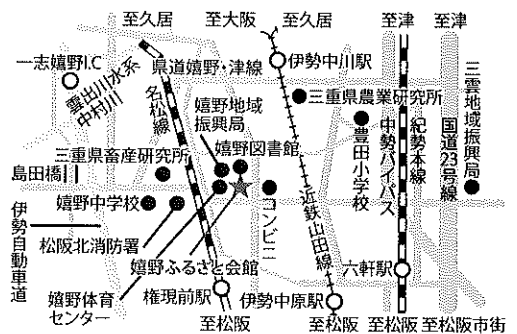 至久居
至大阪
至久居
至津
至津
一志嬉野I.C
県道嬉野・津線
伊勢中川駅
雲出川水系
中村川
名松線
三重県農業研究所
嬉野地域
振興局
嬉野図書館
豊田小学校
中勢バイパス
紀勢本線
国道23号線
三雲地域振興局
三重県畜産研究所
島田橋
嬉野中学校
コンビニ
近鉄山田線
伊勢自動車道
松阪北消防署
嬉野ふるさと会館
六軒駅
嬉野体育
センター
権現前駅
伊勢中原駅
至松阪
至松阪
至松阪
至松阪市街